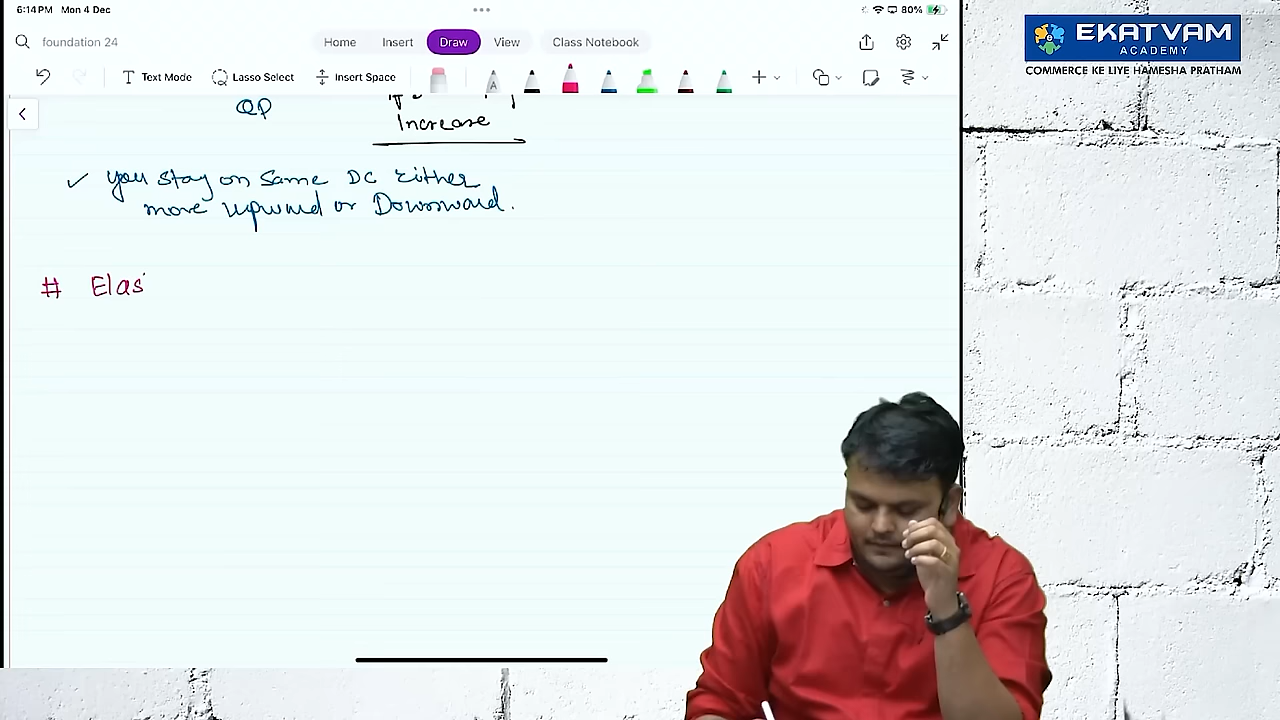 6:14 PM Mon 4 Dec
80%
EKATVAM
ACADEMY
COMMERCE KE LIYE HAMESHA PRATHAM
foundation 24
Home Insert Draw View Class Notebook
Text Mode Lasso Select Insert Space
QP
Increase
✓ you stay on same DC Either
move upward or Downward.
# Elas